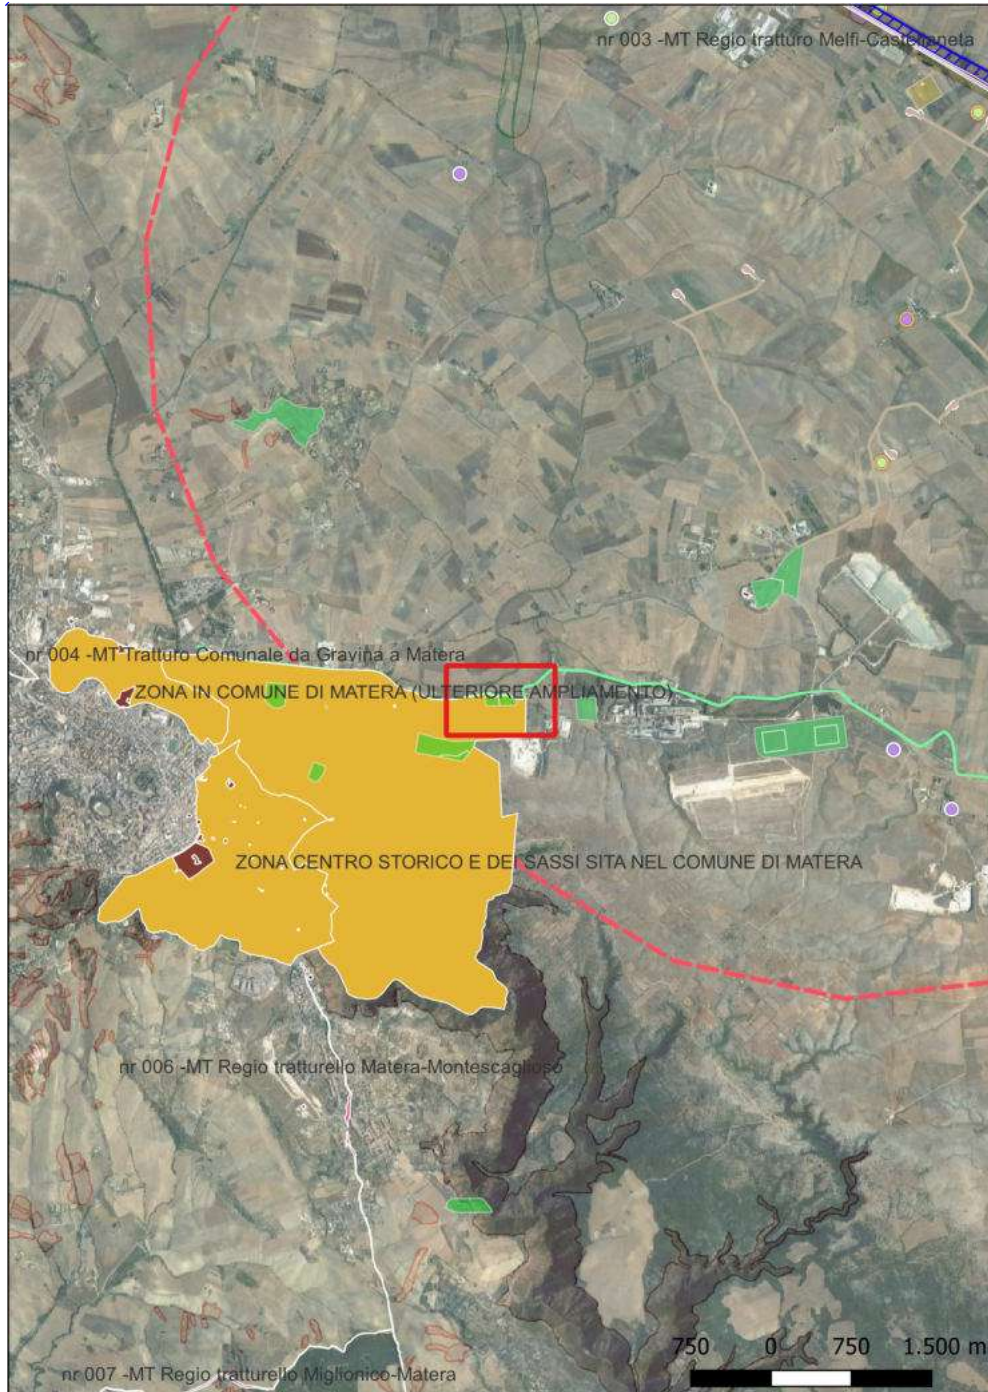 nr 003 -MT Regio tratturo Melfi-Castellaneta
nr 004 -MT Tratturo Comunale da Gravina a Matera
ZONA IN COMUNE DI MATERA (ULTERIORE AMPLIAMENTO)
ZONA CENTRO STORICO E DEI SASSI SITA NEL COMUNE DI MATERA
nr 006 -MT Regio tratturello Matera-Montescaglioso
750 0 750 1.500 m
nr 007 -MT Regio tratturello Miglionico-Matera